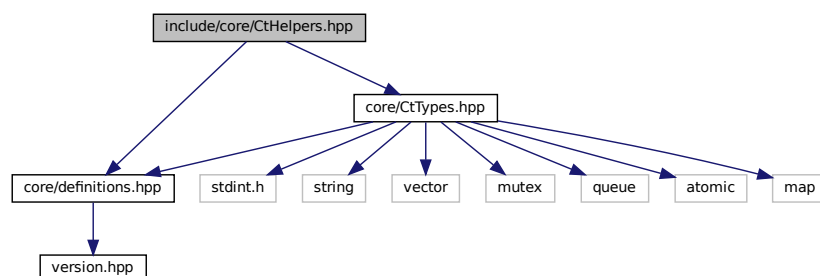 include/core/CtHelpers.hpp
core/CtTypes.hpp
core/definitions.hpp
stdint.h
string
vector
mutex
queue
atomic
map
version.hpp